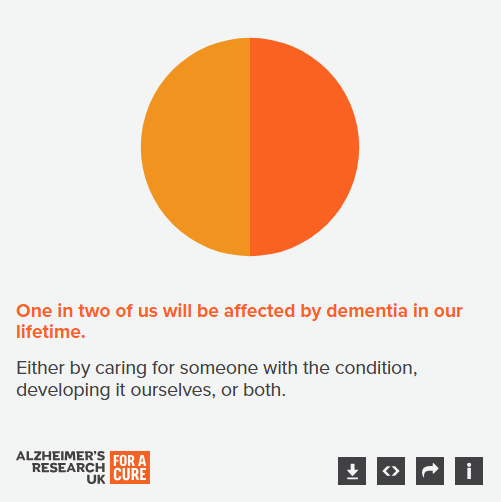 One in two of us will be affected by dementia in our
lifetime.
Either by caring for someone with the condition,
developing it ourselves, or both.
ALZHEIMER'S
RESEARCH
UK
FOR A
CURE